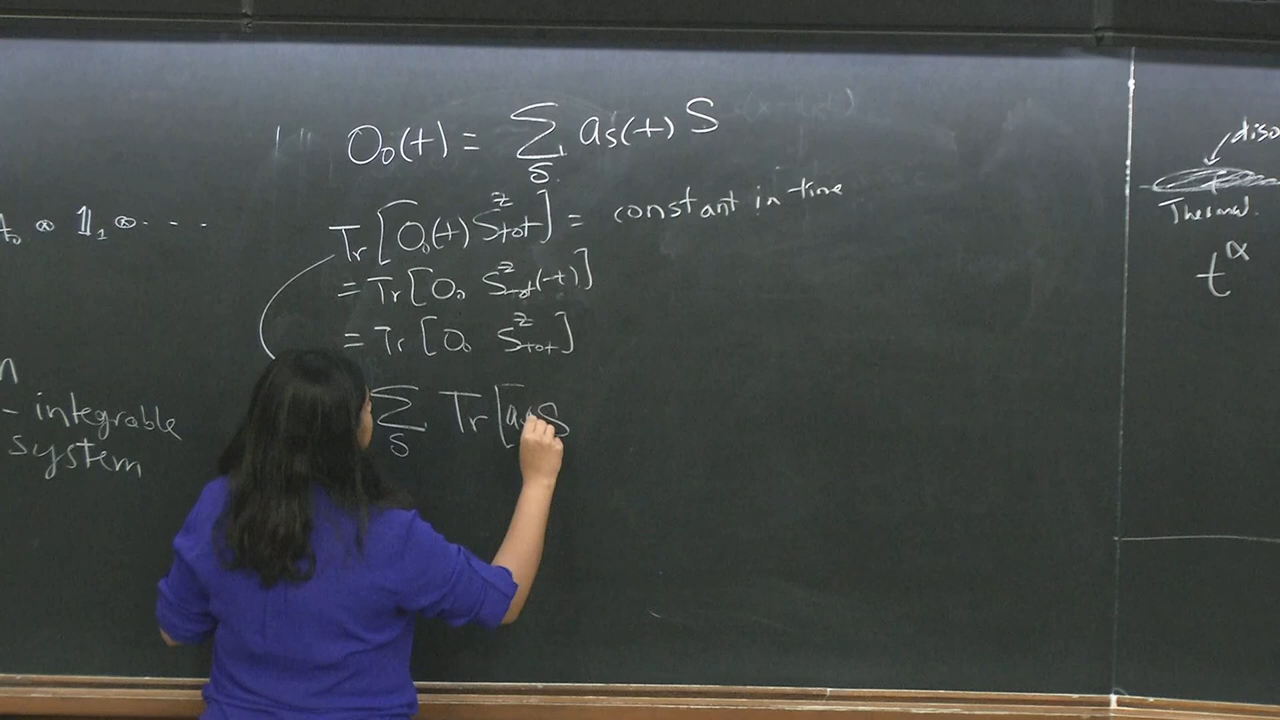 O₀(t) = Σ_S a_S(t) S
Tr[O₀(t) S^z_tot] = constant in time
= Tr[O₀ S^z_tot(-t)]
= Tr[O₀ S^z_tot]
Σ_S Tr[a_S S
⊗ 𝟙₁ ⊗ · · ·
- integrable
system
Thermal.
t^α